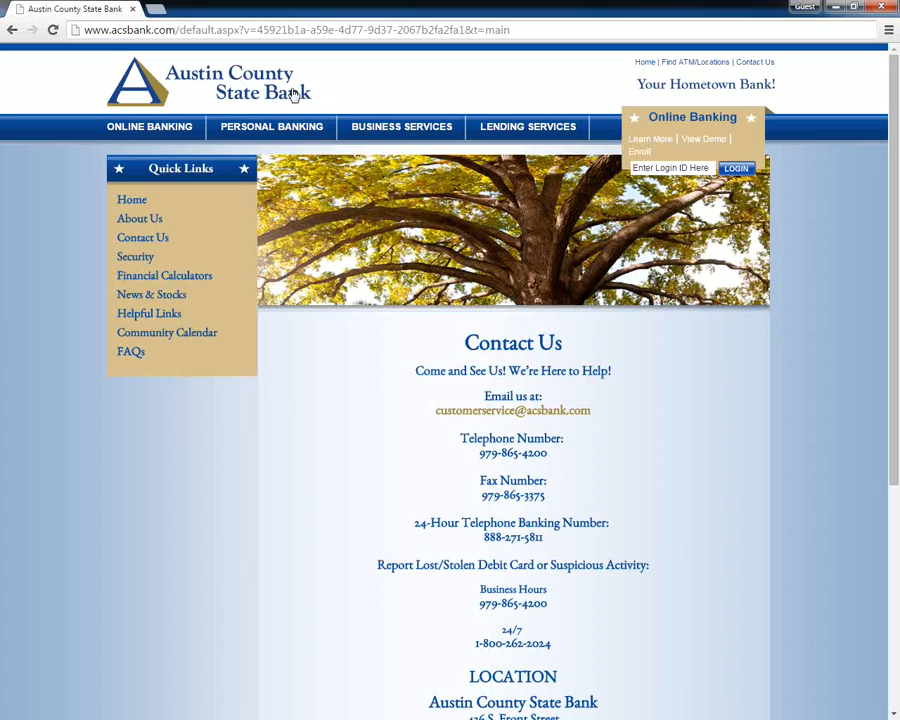 Austin County State Bank
Guest
www.acsbank.com/default.aspx?v=45921b1a-a59e-4d77-9d37-2067b2fa2fa1&t=main
Austin County
State Bank
Home | Find ATM/Locations | Contact Us
Your Hometown Bank!
ONLINE BANKING
PERSONAL BANKING
BUSINESS SERVICES
LENDING SERVICES
Online Banking
Learn More | View Demo |
Enroll
Enter Login ID Here
LOGIN
Quick Links
Home
About Us
Contact Us
Security
Financial Calculators
News & Stocks
Helpful Links
Community Calendar
FAQs
Contact Us
Come and See Us! We're Here to Help!
Email us at:
customerservice@acsbank.com
Telephone Number:
979-865-4200
Fax Number:
979-865-3375
24-Hour Telephone Banking Number:
888-271-5811
Report Lost/Stolen Debit Card or Suspicious Activity:
Business Hours
979-865-4200
24/7
1-800-262-2024
LOCATION
Austin County State Bank
426 S. Front Street